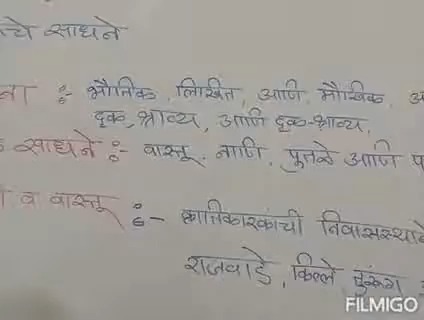 चे साधने
ना :- भौतिक, लिखित, आणि मौखिक,
दृक, श्राव्य, आणि दृक-श्राव्य,
साधने :- वास्तू, नाणी, पुतळे आणि प
व वास्तू :- क्रांतिकारकांची निवासस्थाने
राजवाडे, किल्ले, तुरूंग
FILMIGO